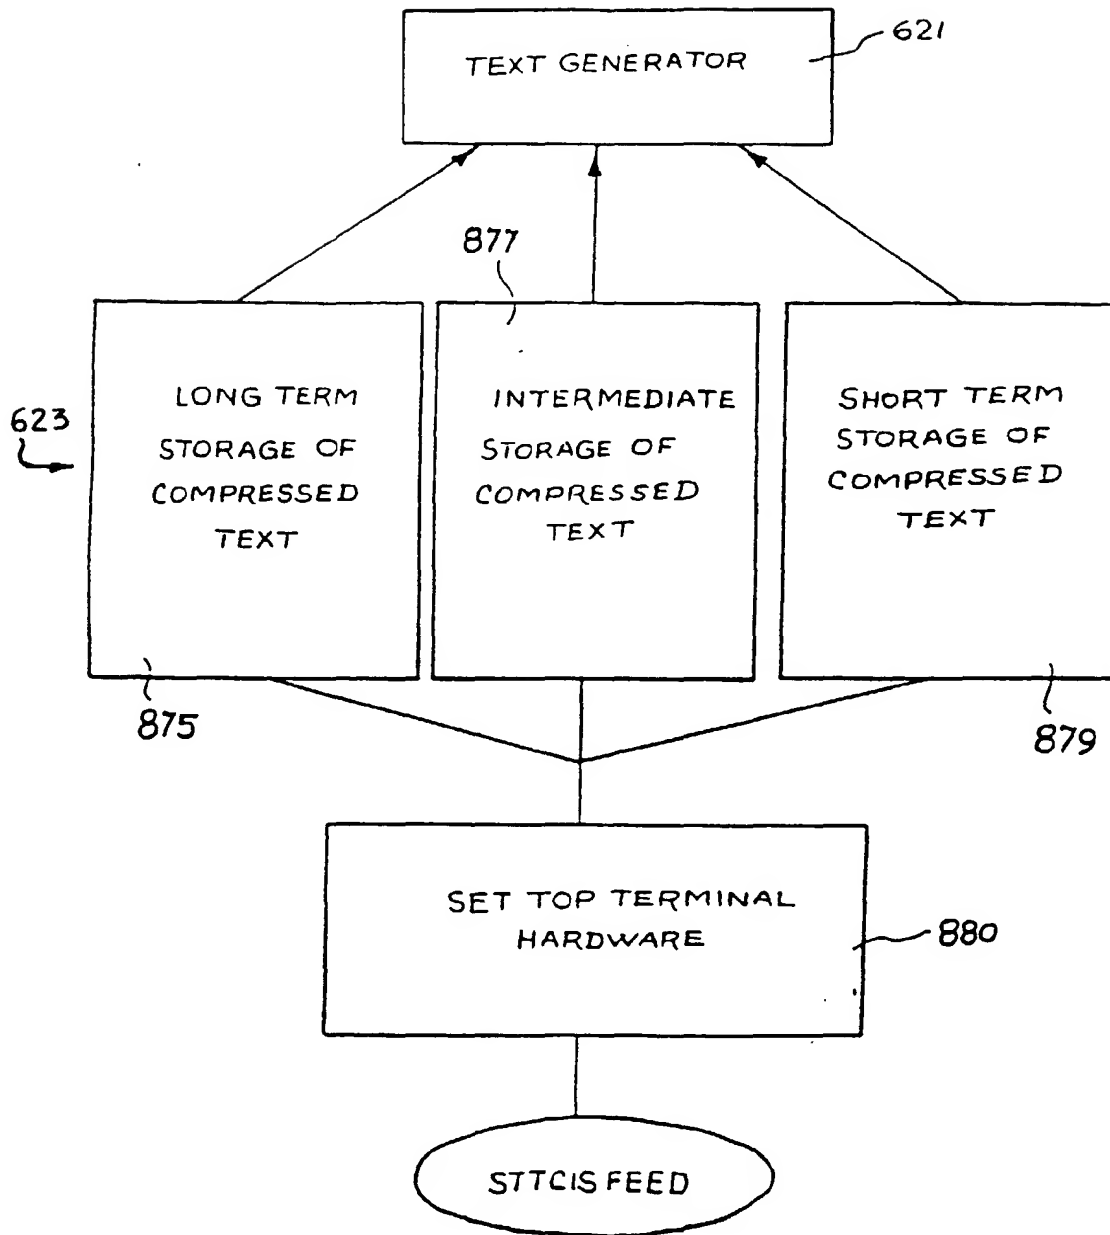 TEXT GENERATOR
621
877
623
LONG TERM
STORAGE OF
COMPRESSED
TEXT
INTERMEDIATE
STORAGE OF
COMPRESSED
TEXT
SHORT TERM
STORAGE OF
COMPRESSED
TEXT
875
879
SET TOP TERMINAL
HARDWARE
880
STTCIS FEED